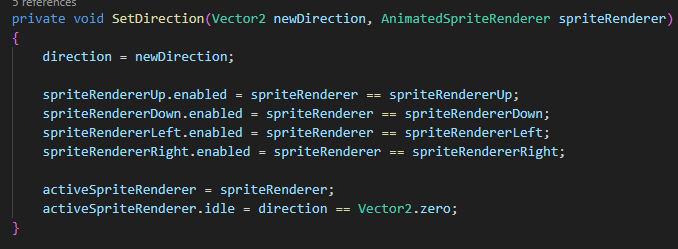 5 references
private void SetDirection(Vector2 newDirection, AnimatedSpriteRenderer spriteRenderer)
{
    direction = newDirection;

    spriteRendererUp.enabled = spriteRenderer == spriteRendererUp;
    spriteRendererDown.enabled = spriteRenderer == spriteRendererDown;
    spriteRendererLeft.enabled = spriteRenderer == spriteRendererLeft;
    spriteRendererRight.enabled = spriteRenderer == spriteRendererRight;

    activeSpriteRenderer = spriteRenderer;
    activeSpriteRenderer.idle = direction == Vector2.zero;
}